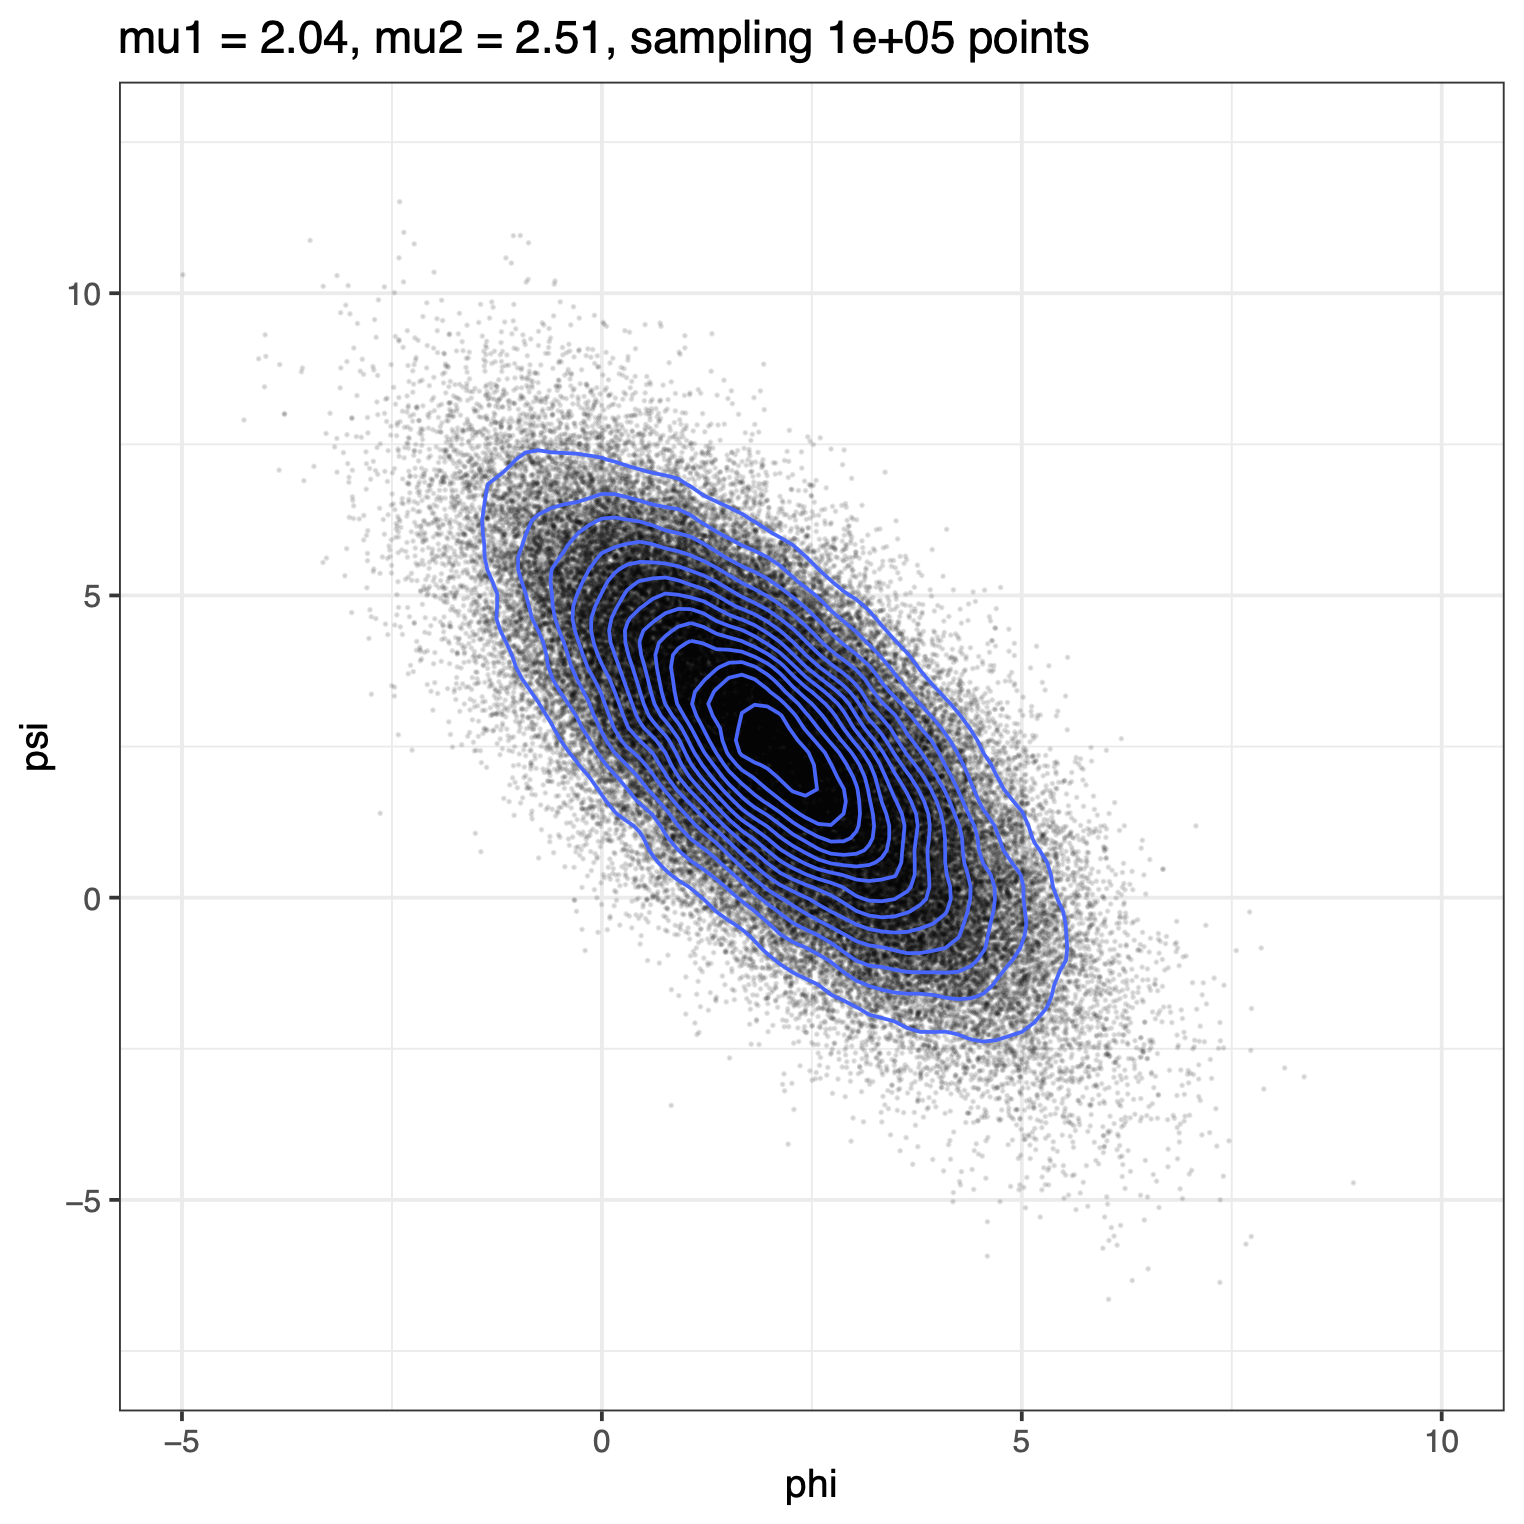 mu1 = 2.04, mu2 = 2.51, sampling 1e+05 points
10
5
0
−5
psi
−5
0
5
10
phi